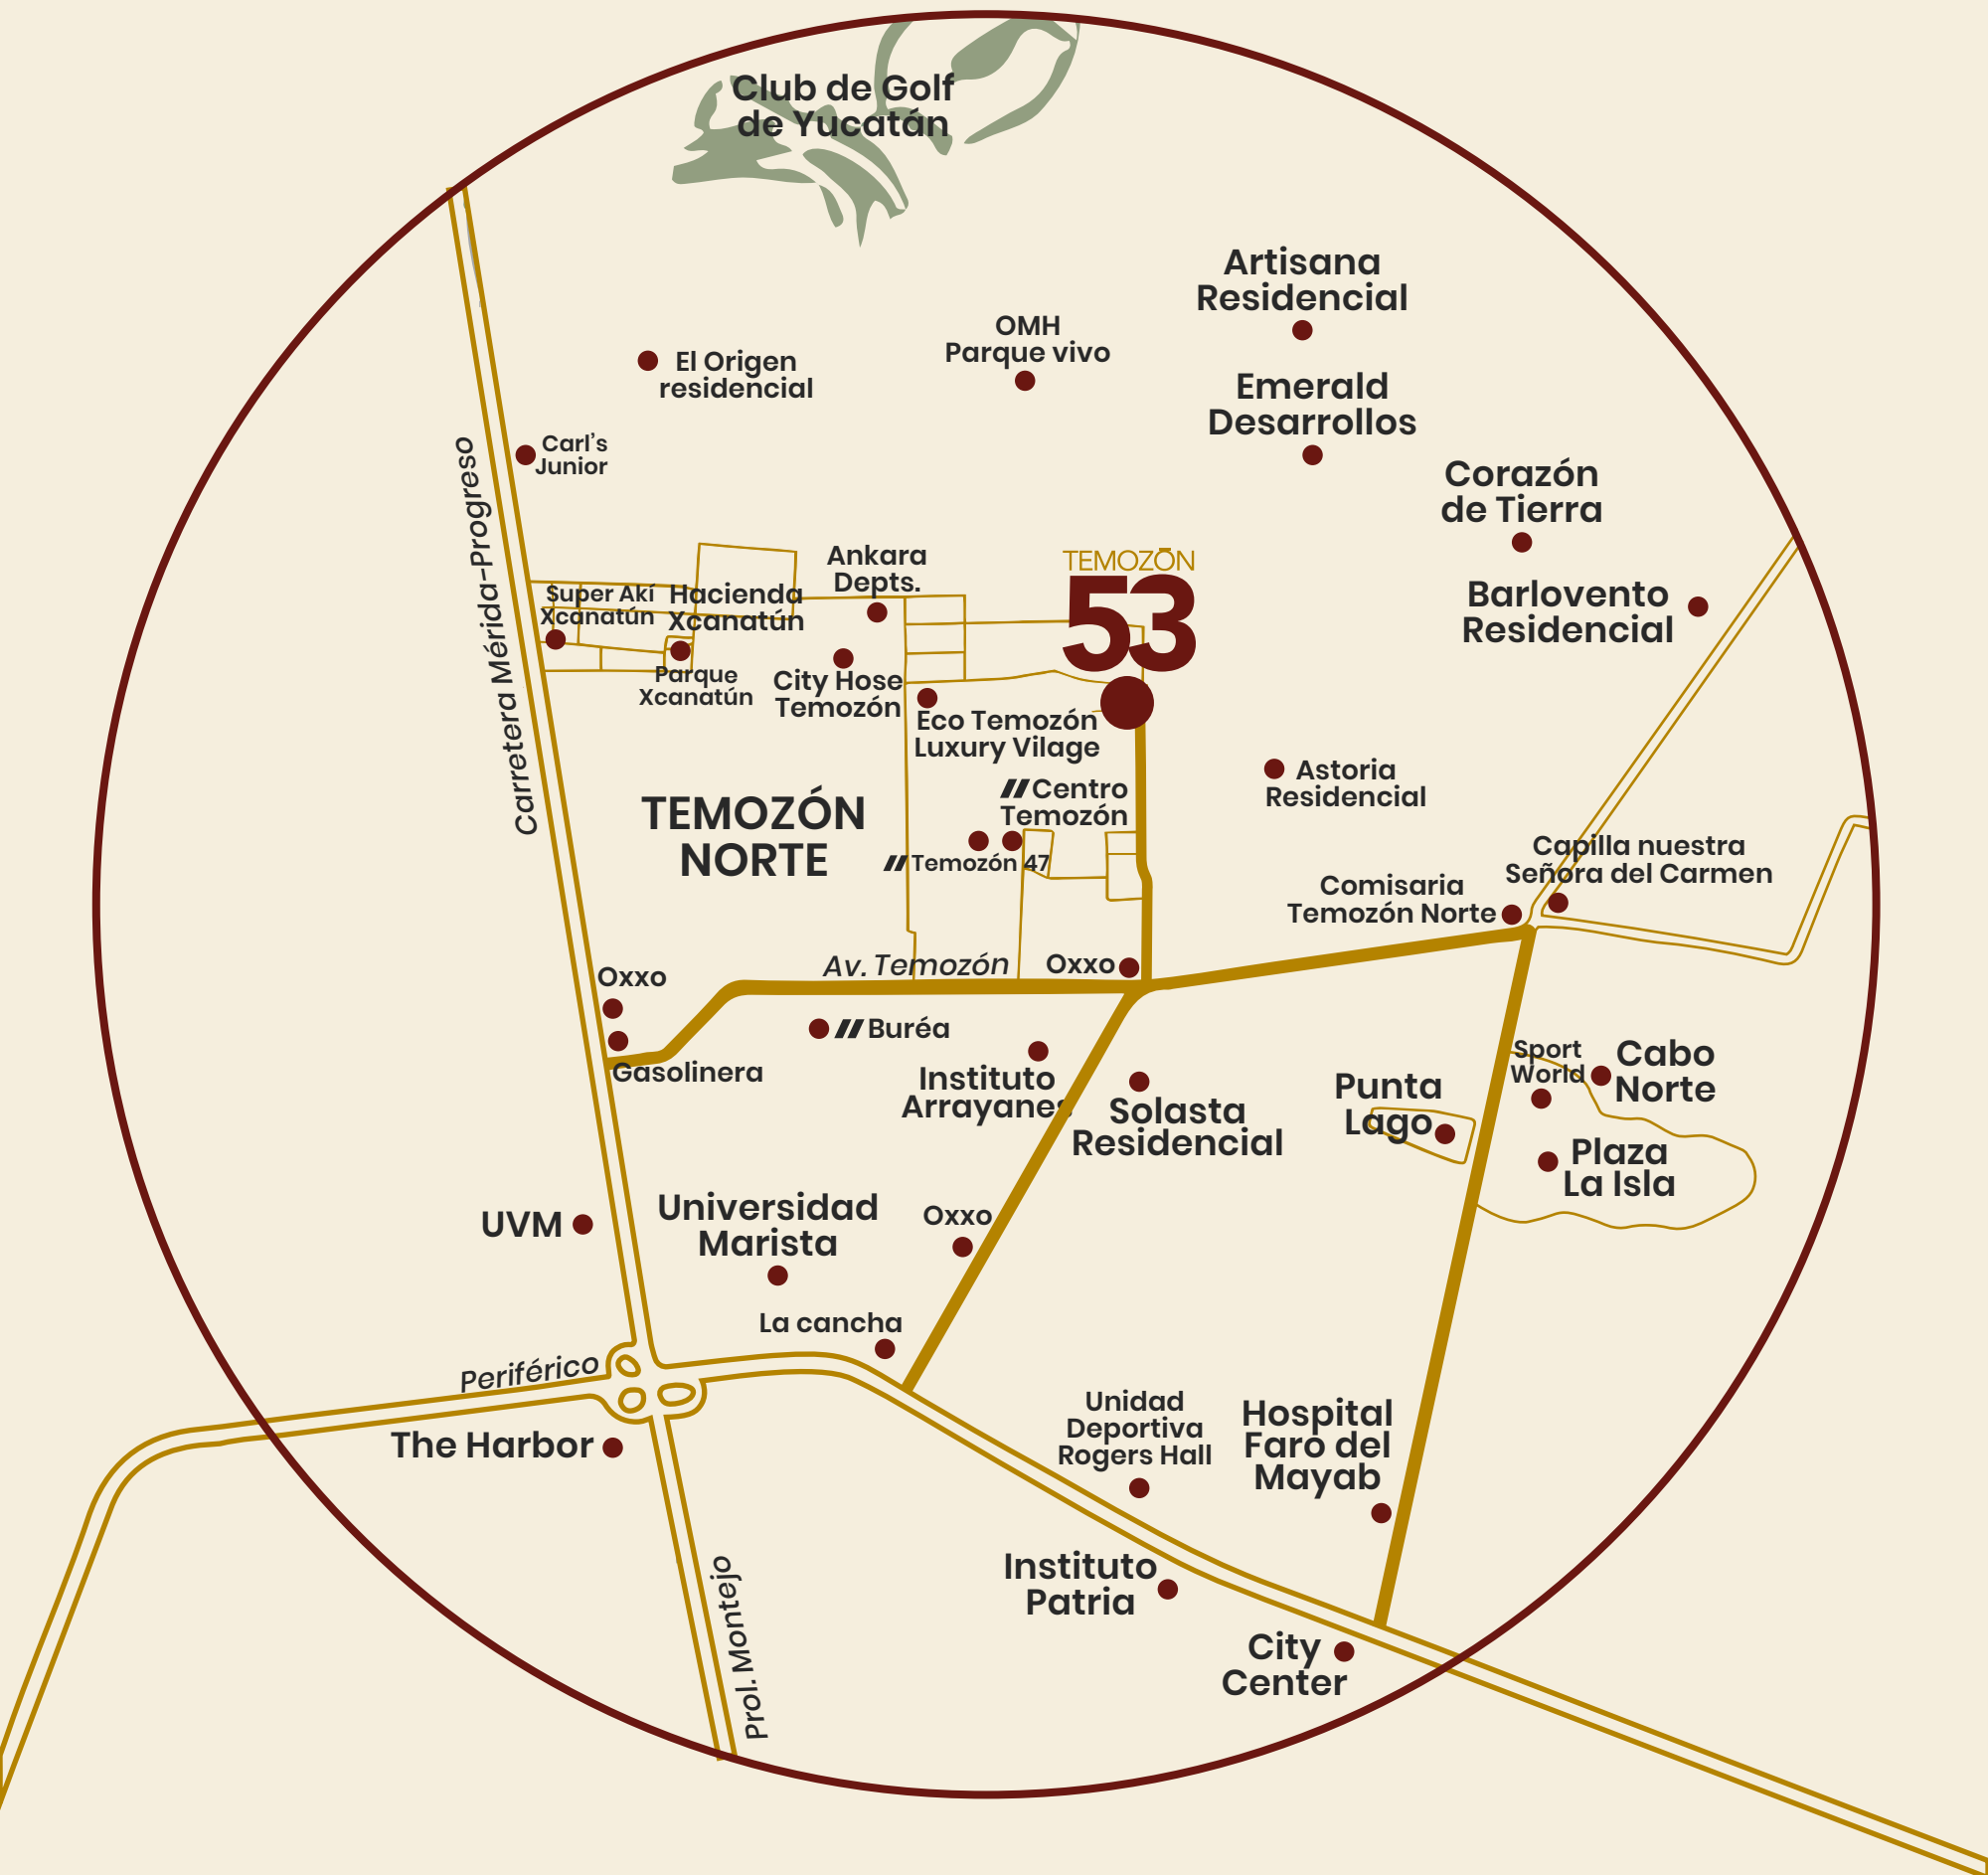 Club de Golf
de Yucatán
Artisana
Residencial
OMH
Parque vivo
El Origen
residencial
Emerald
Desarrollos
Carl's
Junior
Corazón
de Tierra
Carretera Mérida-Progreso
Ankara
Depts.
TEMOZÓN
53
Super Akí
Xcanatún
Hacienda
Xcanatún
Barlovento
Residencial
Parque
Xcanatún
City Hose
Temozón
Eco Temozón
Luxury Vilage
Astoria
Residencial
Centro
Temozón
TEMOZÓN
NORTE
Temozón 47
Capilla nuestra
Señora del Carmen
Comisaria
Temozón Norte
Av. Temozón
Oxxo
Oxxo
Buréa
Gasolinera
Instituto
Arrayanes
Solasta
Residencial
Punta
Lago
Sport
World
Cabo
Norte
Plaza
La Isla
UVM
Universidad
Marista
Oxxo
La cancha
Periférico
The Harbor
Unidad
Deportiva
Rogers Hall
Hospital
Faro del
Mayab
Instituto
Patria
Prol. Montejo
City
Center